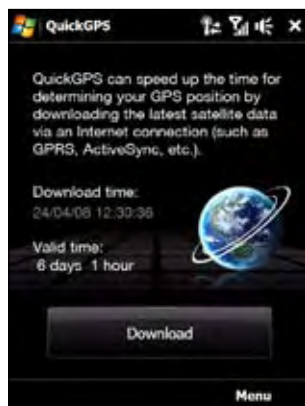 QuickGPS
QuickGPS can speed up the time for
determining your GPS position by
downloading the latest satellite data
via an Internet connection (such as
GPRS, ActiveSync, etc.).
Download time:
24/04/08 12:30:36
Valid time:
6 days 1 hour
Download
Menu